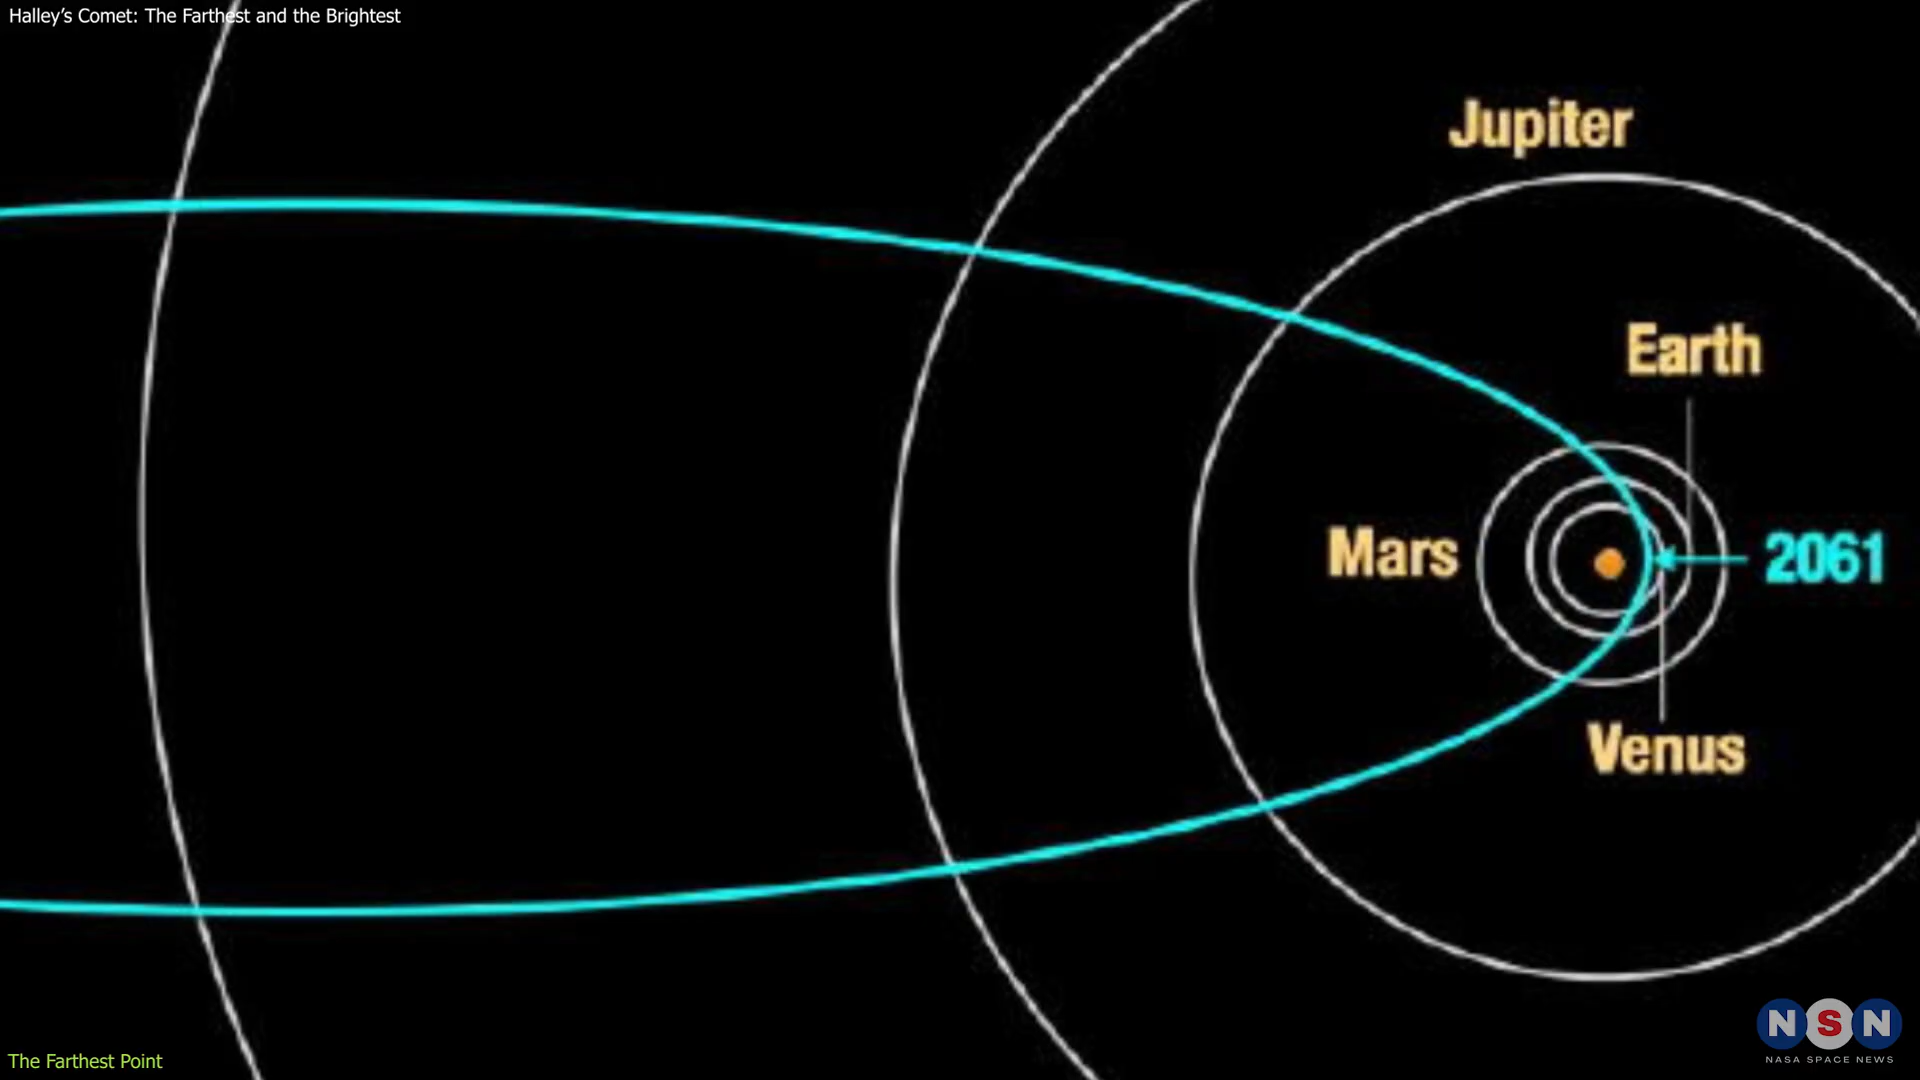 Halley’s Comet: The Farthest and the Brightest
Jupiter
Earth
Mars
2061
Venus
NSN
NASA SPACE NEWS
The Farthest Point